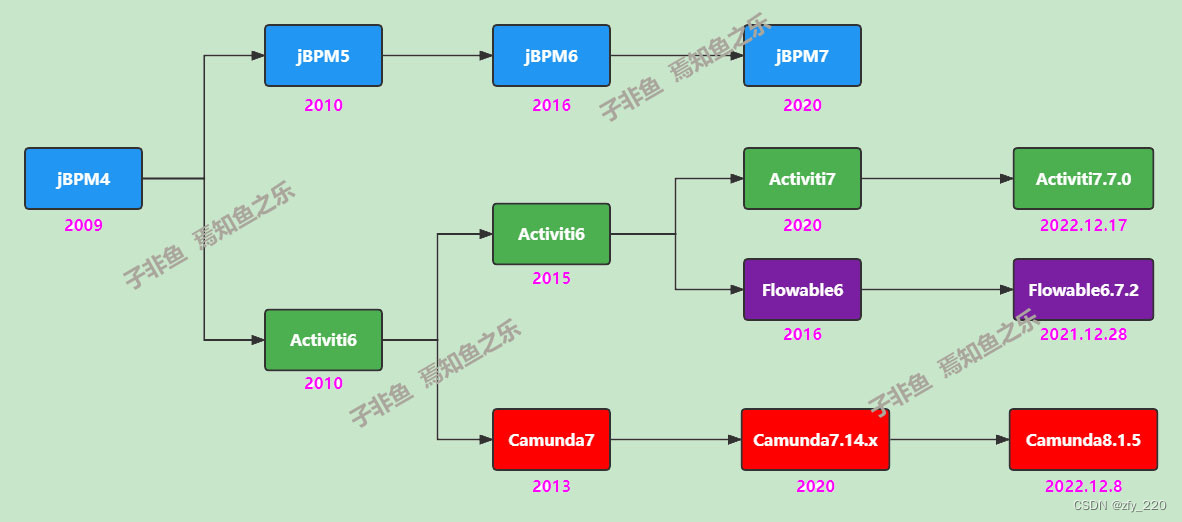 jBPM5
jBPM6
jBPM7
2010
2016
2020
子非鱼 焉知鱼之乐
jBPM4
2009
Activiti7
Activiti7.7.0
2020
2022.12.17
子非鱼 焉知鱼之乐
Activiti6
2015
Flowable6
Flowable6.7.2
2016
2021.12.28
Activiti6
2010
子非鱼 焉知鱼之乐
子非鱼 焉知鱼之乐
Camunda7
Camunda7.14.x
Camunda8.1.5
2013
2020
2022.12.8
CSDN @zfy_220